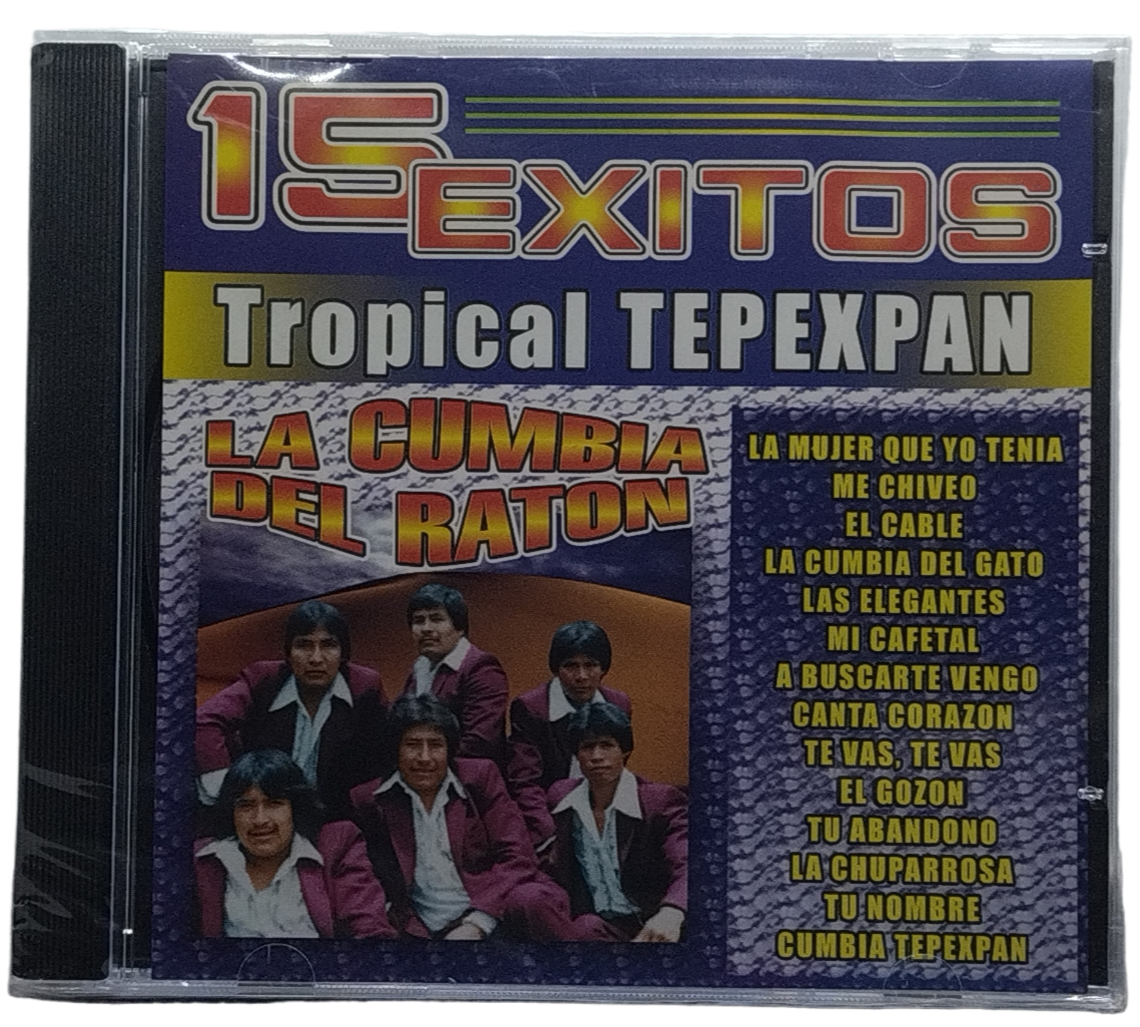 15 EXITOS
Tropical TEPEXPAN
LA CUMBIA
DEL RATON
LA MUJER QUE YO TENIA
ME CHIVEO
EL CABLE
LA CUMBIA DEL GATO
LAS ELEGANTES
MI CAFETAL
A BUSCARTE VENGO
CANTA CORAZON
TE VAS, TE VAS
EL GOZON
TU ABANDONO
LA CHUPARROSA
TU NOMBRE
CUMBIA TEPEXPAN